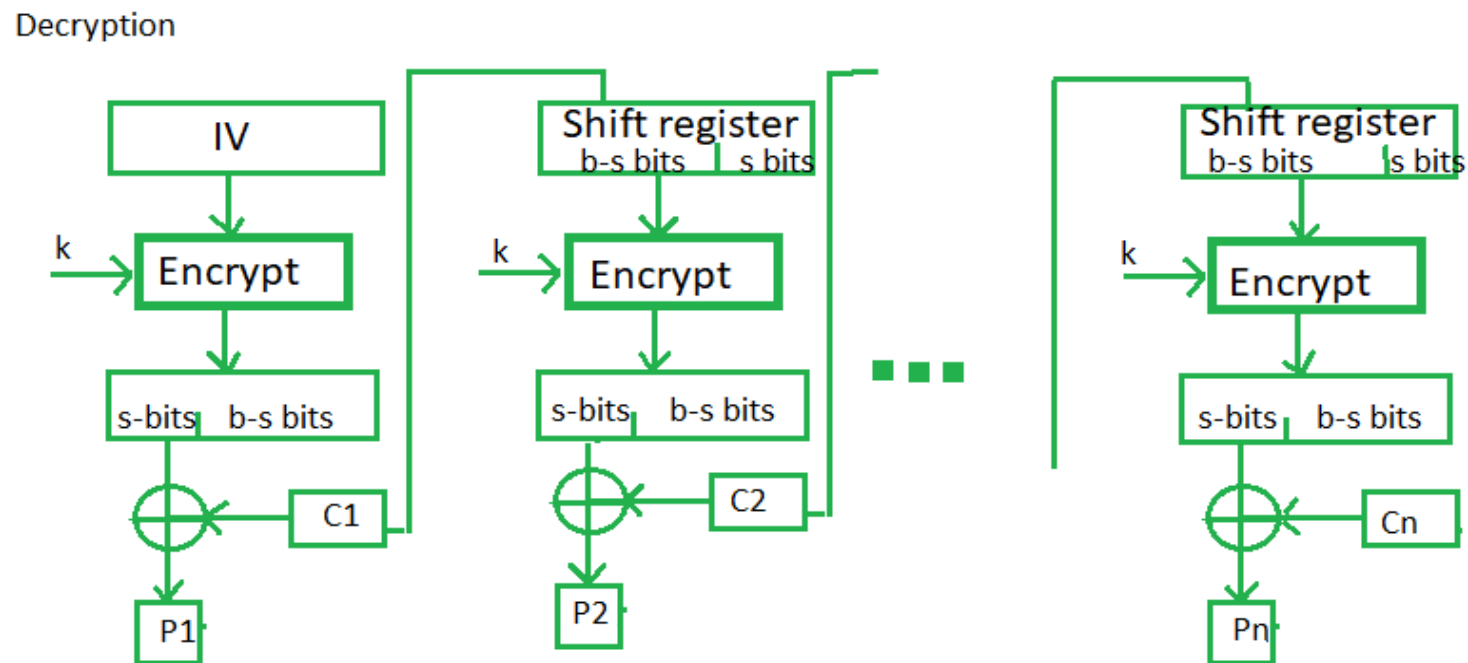 Decryption
IV
k
Encrypt
s-bits b-s bits
C1
P1
Shift register
b-s bits s bits
k
Encrypt
s-bits b-s bits
C2
P2
Shift register
b-s bits s bits
k
Encrypt
s-bits b-s bits
Cn
Pn